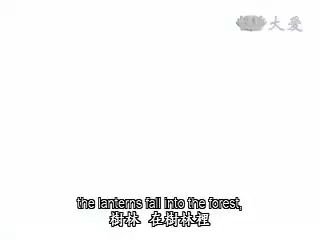 大愛
the lanterns fall into the forest,
樹林 在樹林裡